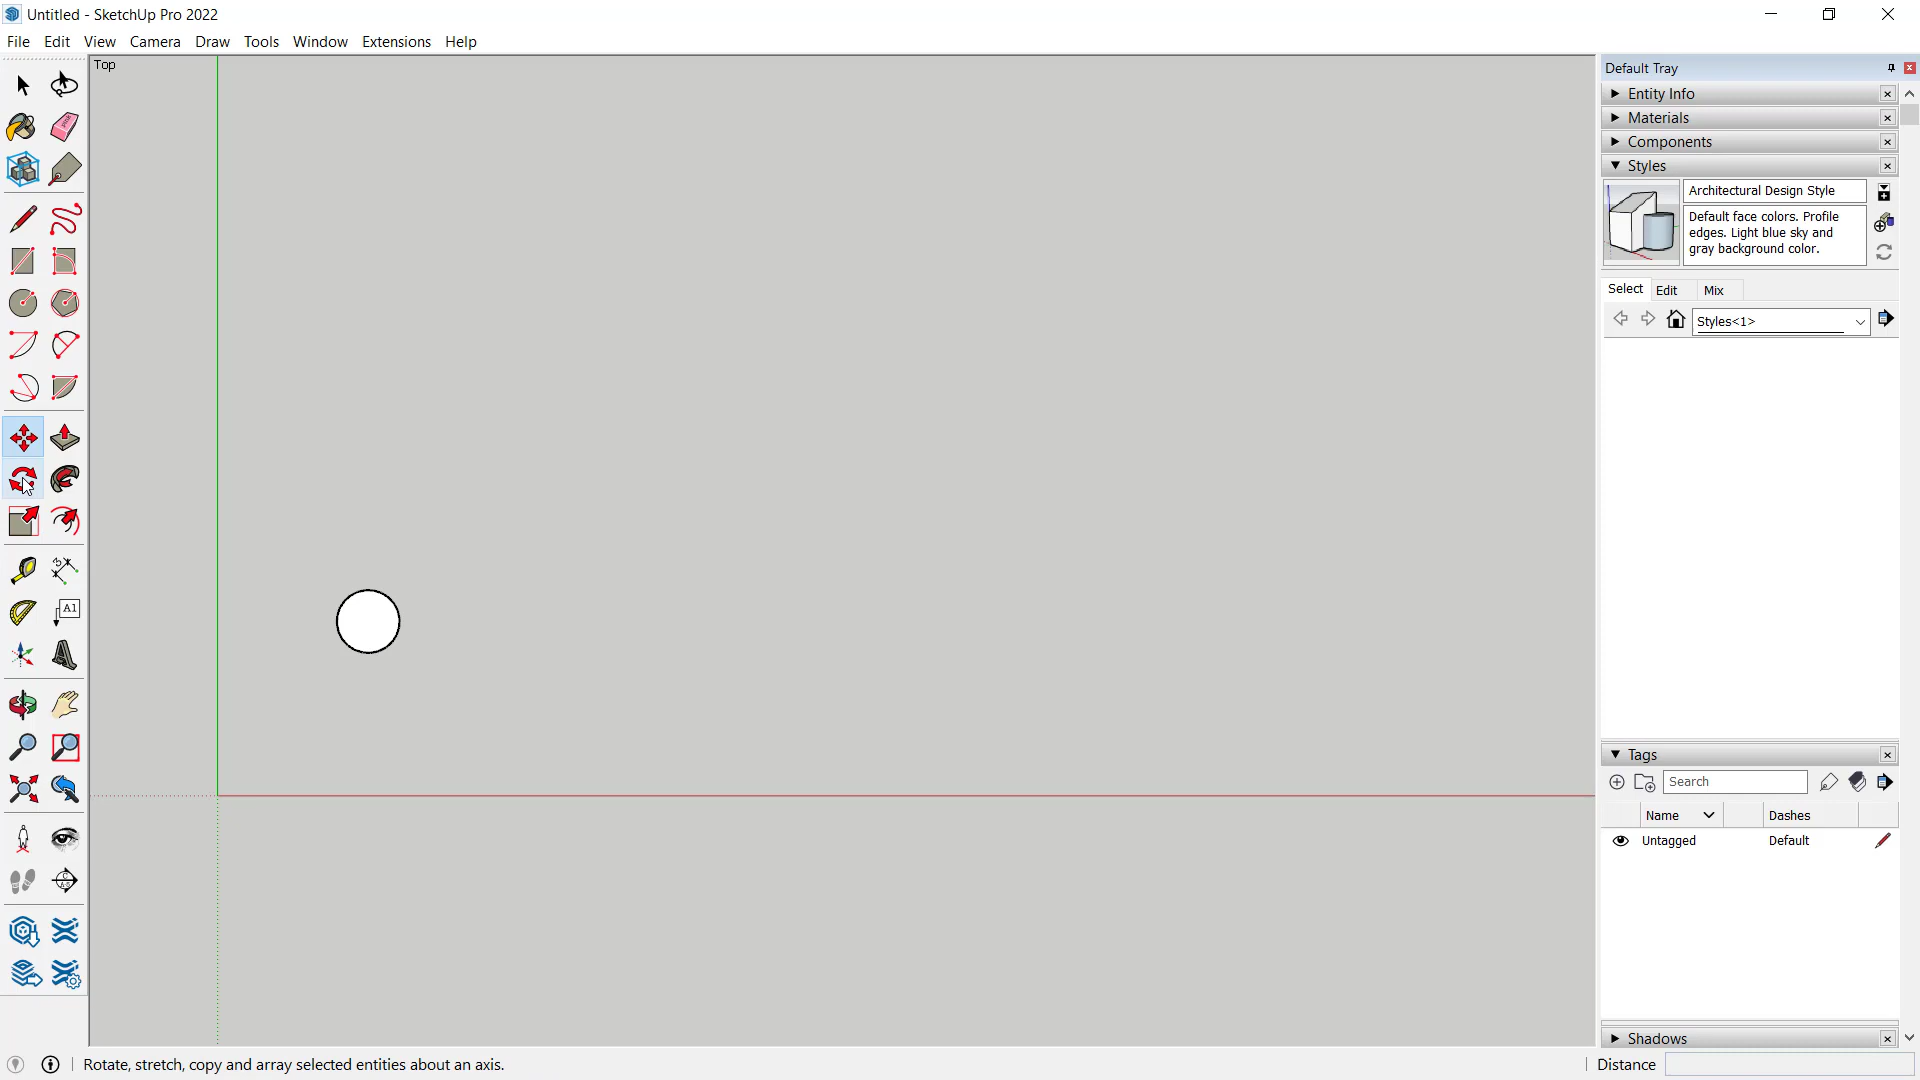 Untitled - SketchUp Pro 2022
File Edit View Camera Draw Tools Window Extensions Help
Top
Default Tray
Entity Info
Materials
Components
Styles
Architectural Design Style
Default face colors. Profile
edges. Light blue sky and
gray background color.
Select Edit Mix
Styles<1>
A1
Tags
Search
Name Dashes
Untagged Default
Shadows
Rotate, stretch, copy and array selected entities about an axis.
Distance